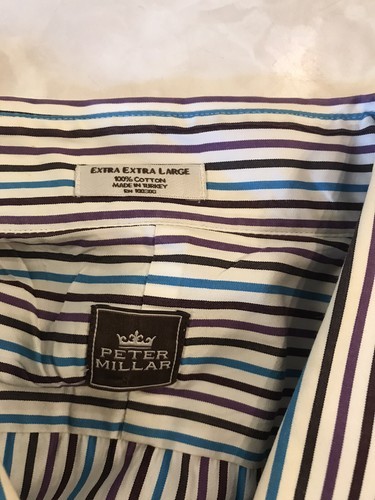 EXTRA EXTRA LARGE
100% COTTON
MADE IN TURKEY
PETER
MILLAR